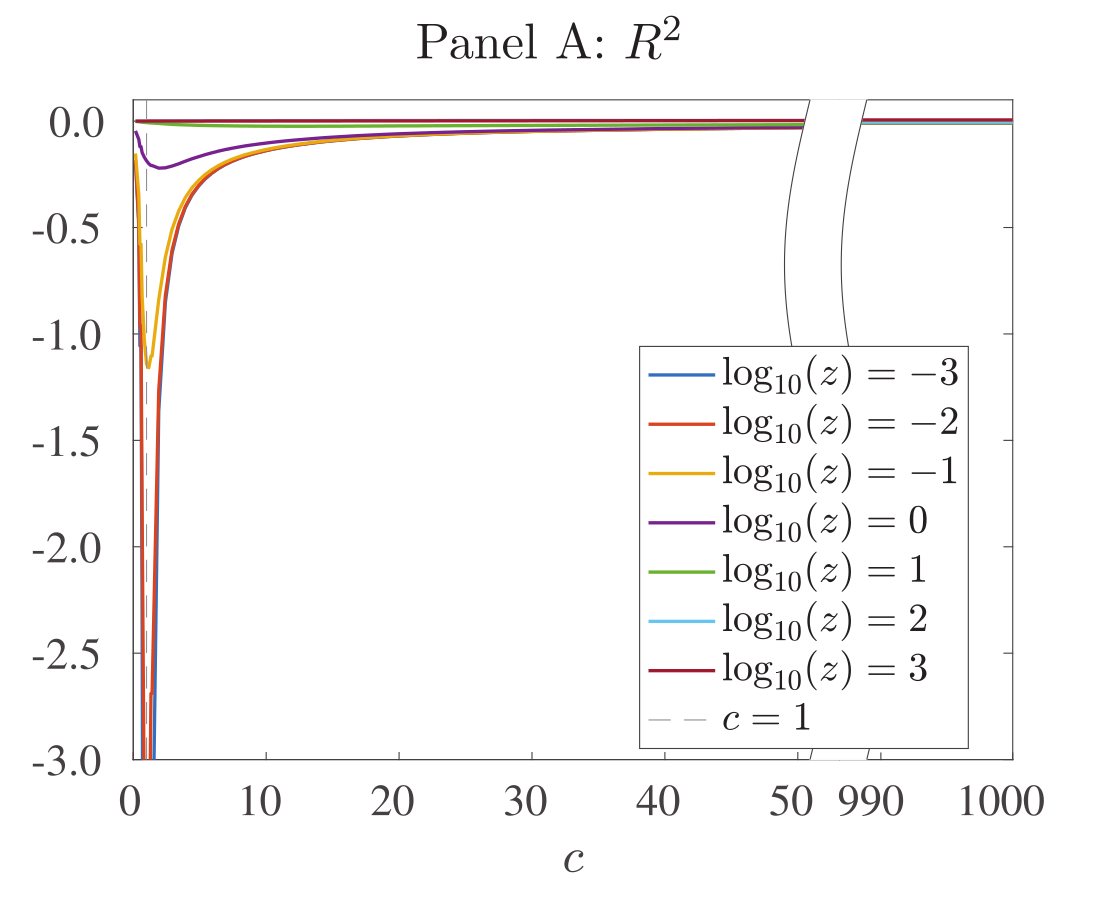 Panel A: R²
0.0
-0.5
-1.0
-1.5
-2.0
-2.5
-3.0
log₁₀(z) = −3
log₁₀(z) = −2
log₁₀(z) = −1
log₁₀(z) = 0
log₁₀(z) = 1
log₁₀(z) = 2
log₁₀(z) = 3
c = 1
0 10 20 30 40 50 990 1000
c